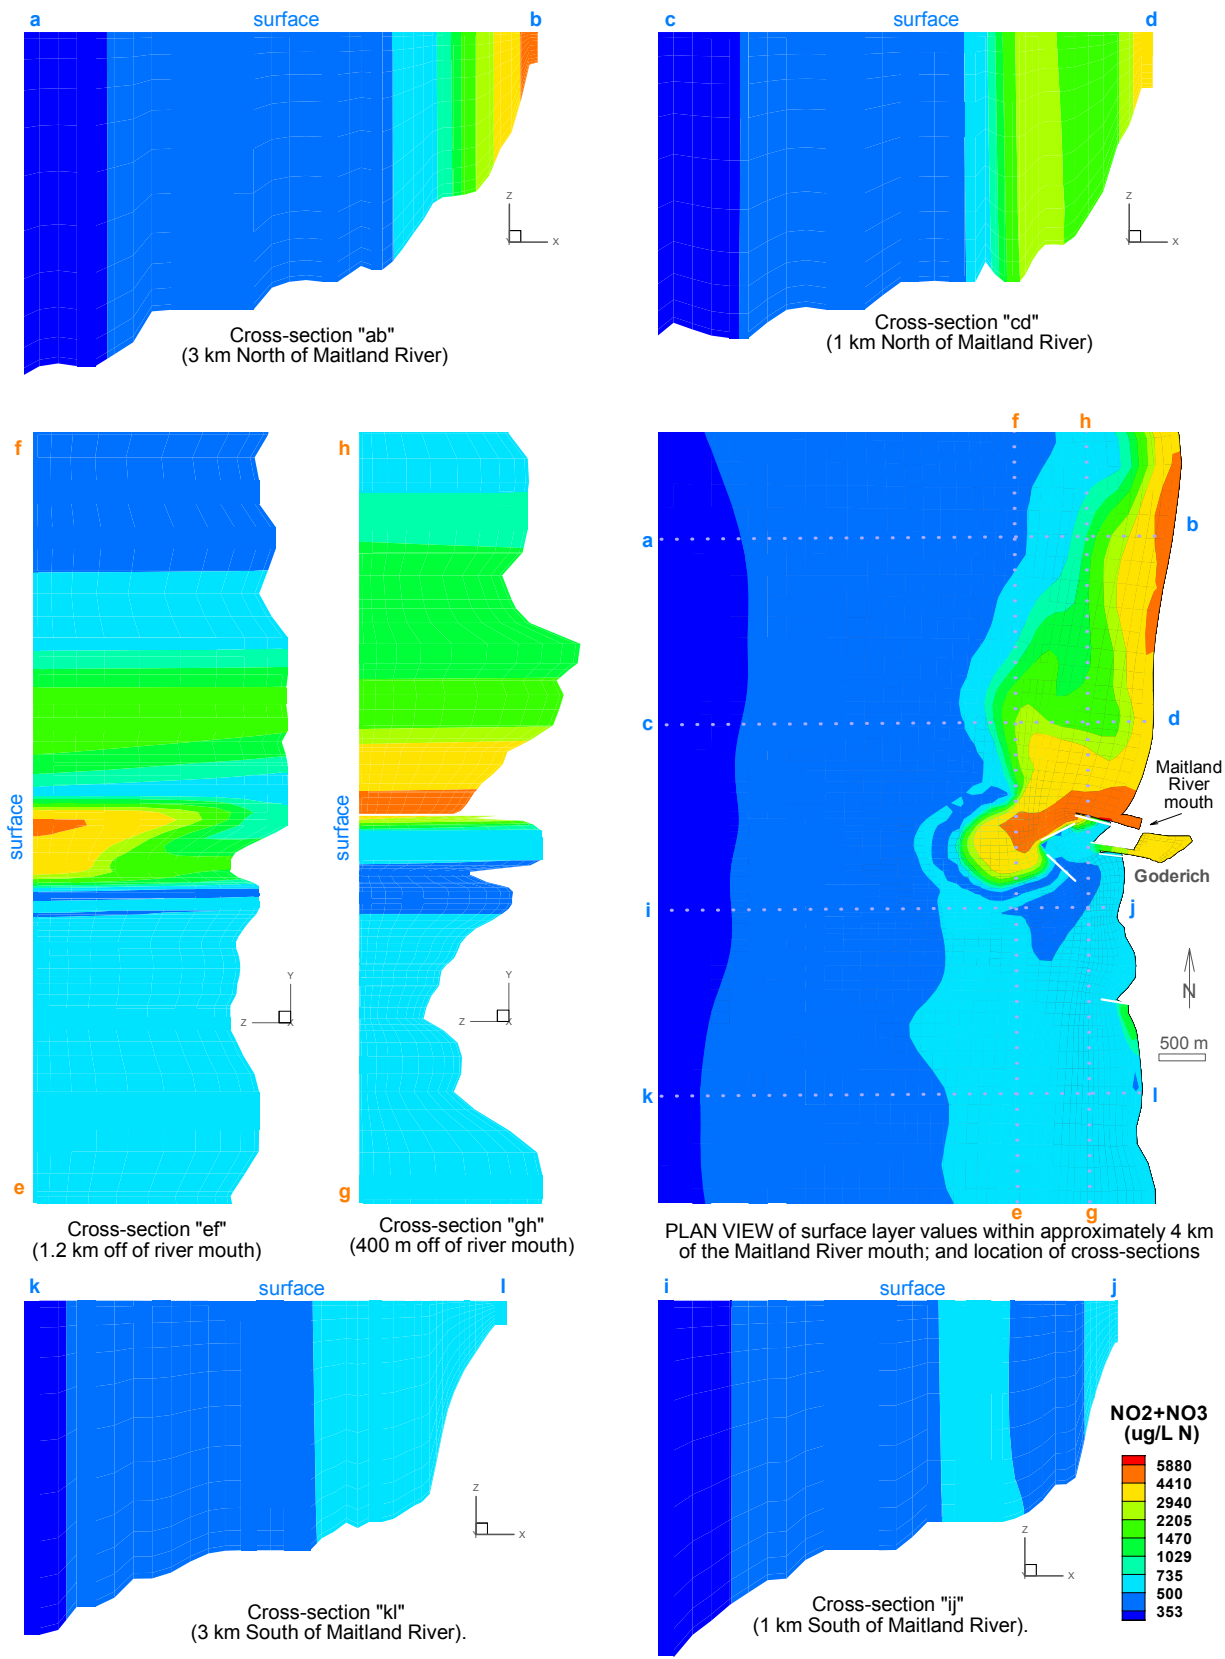 a surface b
c surface d
Z
Y X
Z
Y X
Cross-section "ab"
(3 km North of Maitland River)
Cross-section "cd"
(1 km North of Maitland River)
f
h
surface
surface
Y
Z X
Y
Z X
e
g
Cross-section "ef"
(1.2 km off of river mouth)
Cross-section "gh"
(400 m off of river mouth)
f h
a b
c d
Maitland
River
mouth
Goderich
i j
N
500 m
k l
e g
PLAN VIEW of surface layer values within approximately 4 km
of the Maitland River mouth; and location of cross-sections
k surface l
i surface j
Z
Y X
Z
Y X
Cross-section "kl"
(3 km South of Maitland River).
Cross-section "ij"
(1 km South of Maitland River).
NO2+NO3
(ug/L N)
5880
4410
2940
2205
1470
1029
735
500
353